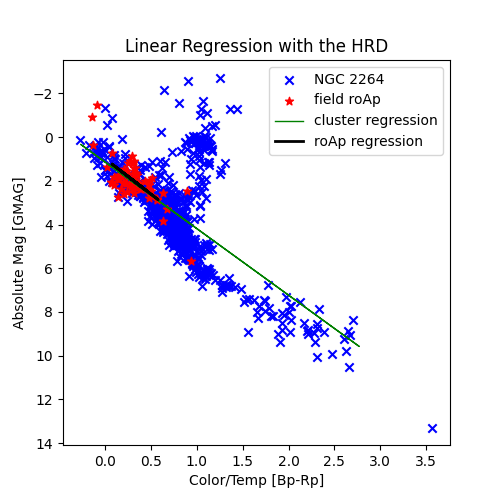 Linear Regression with the HRD
NGC 2264
field roAp
cluster regression
roAp regression
Absolute Mag [GMAG]
−2
0
2
4
6
8
10
12
14
0.0 0.5 1.0 1.5 2.0 2.5 3.0 3.5
Color/Temp [Bp-Rp]